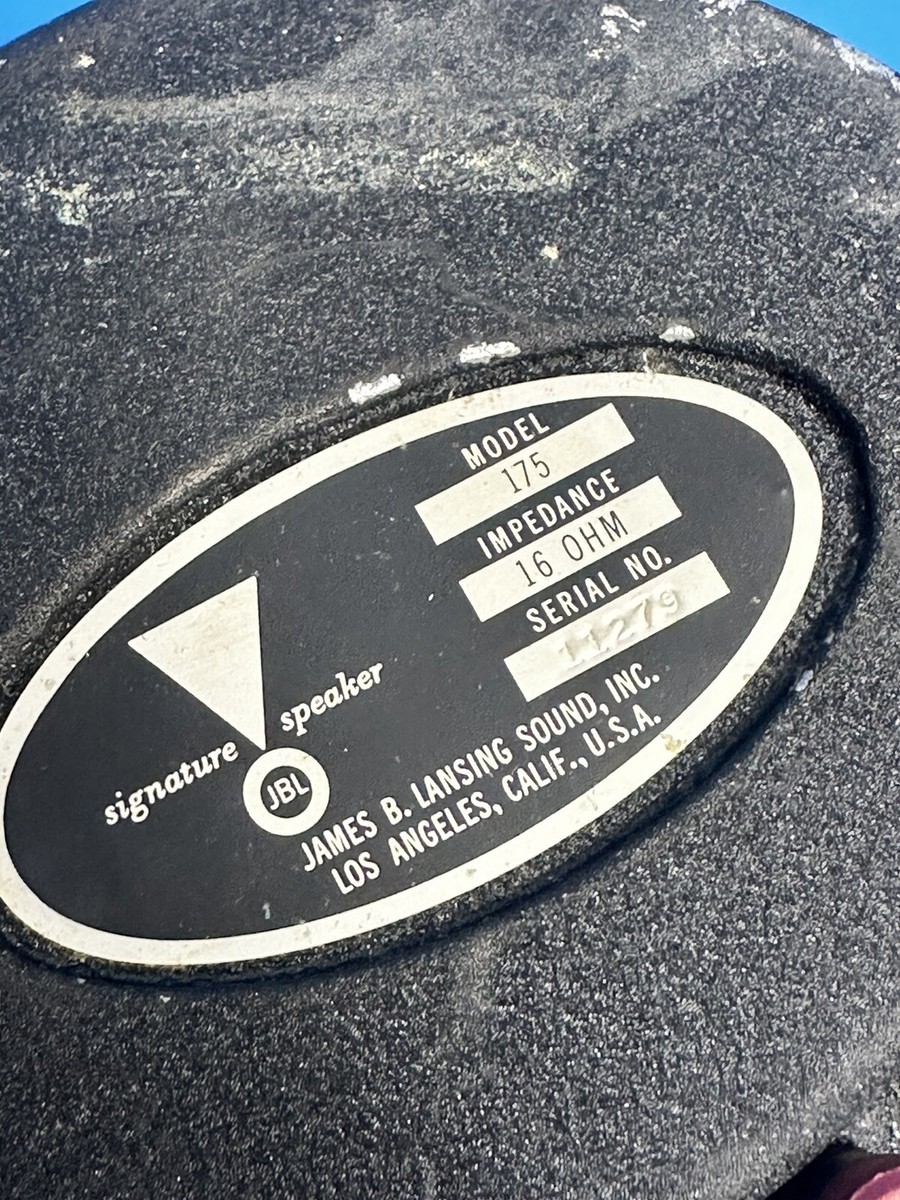 MODEL
175
IMPEDANCE
16 OHM
SERIAL NO.
11279
signature speaker
JBL
JAMES B. LANSING SOUND, INC.
LOS ANGELES, CALIF., U.S.A.